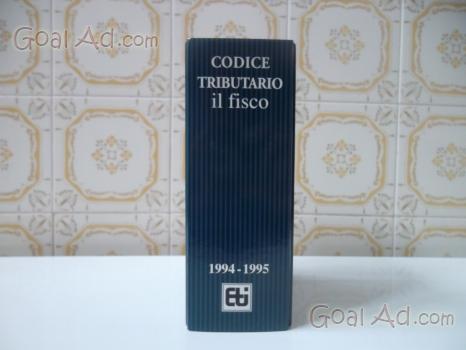 Goal Ad.com
CODICE
TRIBUTARIO
il fisco
1994-1995
Eti
Goal Ad.com